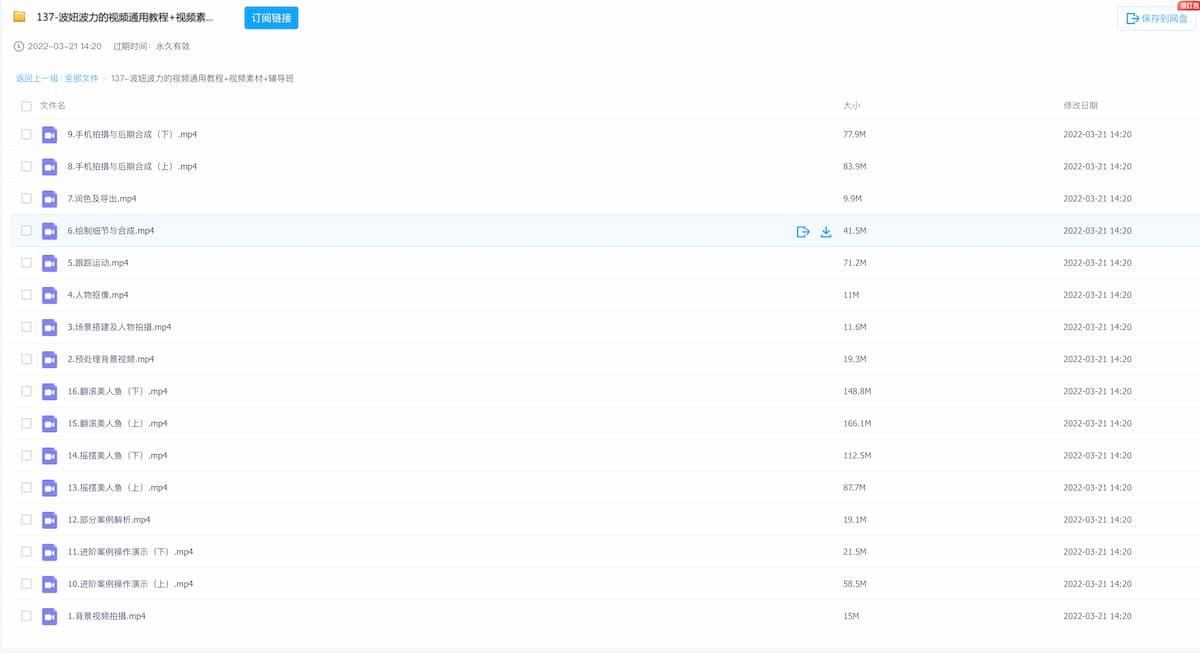 137-波妞波力的视频通用教程+视频素...
订阅链接
领红包
保存到网盘
2022-03-21 14:20 过期时间：永久有效
返回上一级 | 全部文件 > 137-波妞波力的视频通用教程+视频素材+辅导班
文件名 大小 修改日期
9.手机拍摄与后期合成（下）.mp4 77.9M 2022-03-21 14:20
8.手机拍摄与后期合成（上）.mp4 83.9M 2022-03-21 14:20
7.润色及导出.mp4 9.9M 2022-03-21 14:20
6.绘制细节与合成.mp4 41.5M 2022-03-21 14:20
5.跟踪运动.mp4 71.2M 2022-03-21 14:20
4.人物抠像.mp4 11M 2022-03-21 14:20
3.场景搭建及人物拍摄.mp4 11.6M 2022-03-21 14:20
2.预处理背景视频.mp4 19.3M 2022-03-21 14:20
16.翻滚美人鱼（下）.mp4 148.8M 2022-03-21 14:20
15.翻滚美人鱼（上）.mp4 166.1M 2022-03-21 14:20
14.摇摆美人鱼（下）.mp4 112.5M 2022-03-21 14:20
13.摇摆美人鱼（上）.mp4 87.7M 2022-03-21 14:20
12.部分案例解析.mp4 19.1M 2022-03-21 14:20
11.进阶案例操作演示（下）.mp4 21.5M 2022-03-21 14:20
10.进阶案例操作演示（上）.mp4 58.5M 2022-03-21 14:20
1.背景视频拍摄.mp4 15M 2022-03-21 14:20